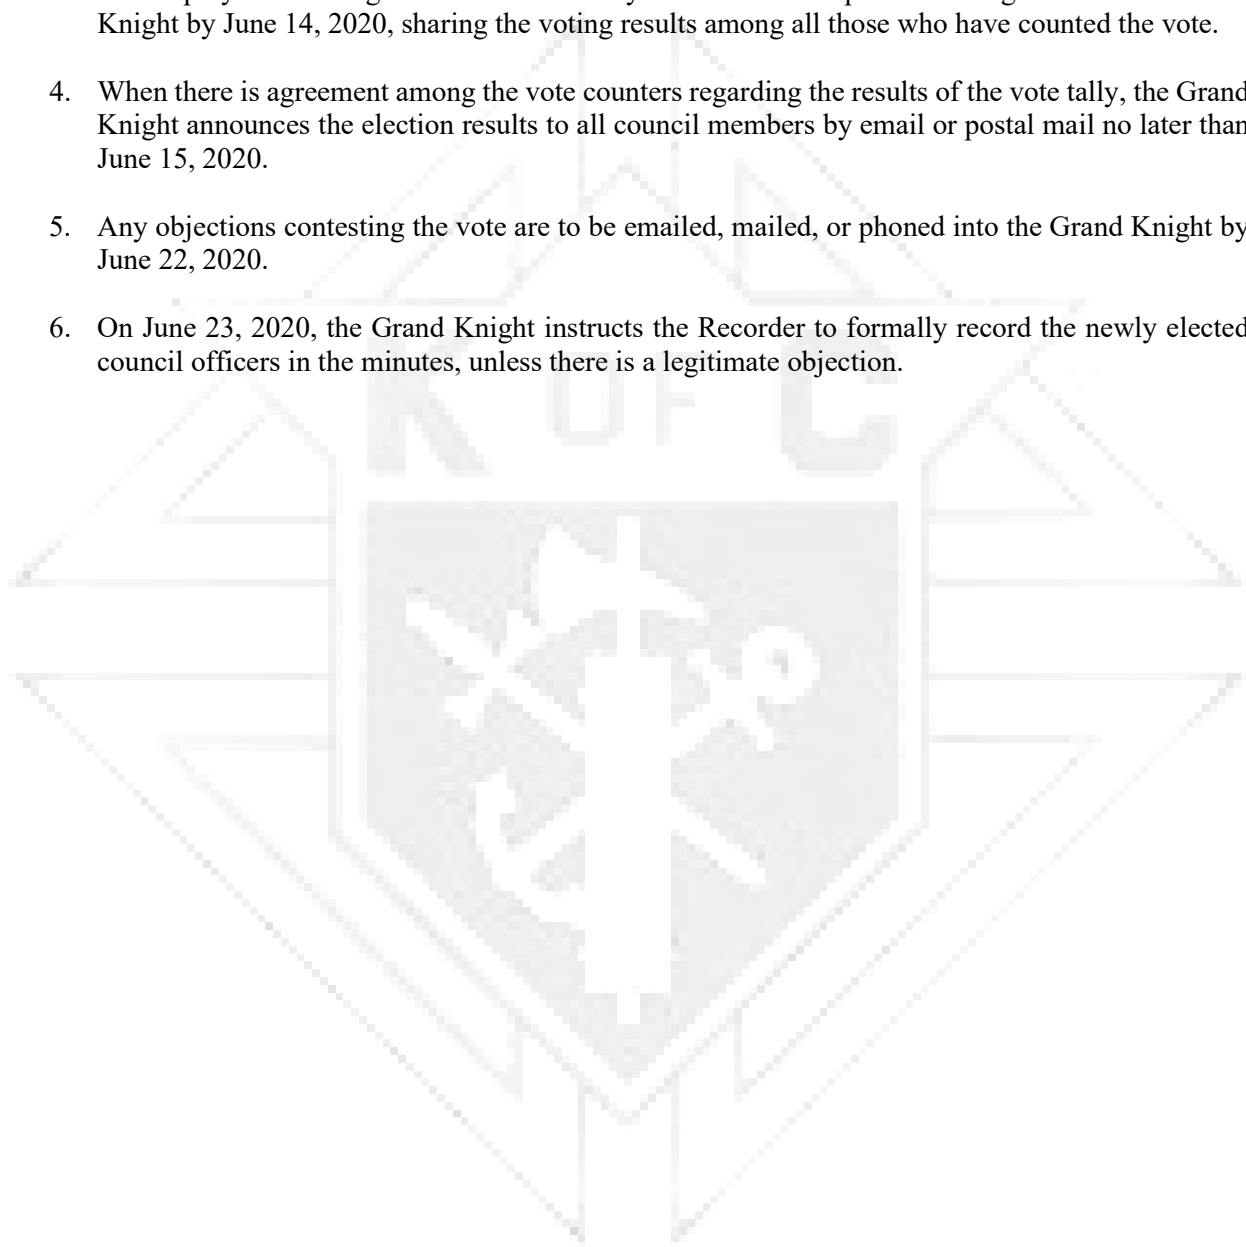 Knight by June 14, 2020, sharing the voting results among all those who have counted the vote.
4. When there is agreement among the vote counters regarding the results of the vote tally, the Grand
Knight announces the election results to all council members by email or postal mail no later than
June 15, 2020.
5. Any objections contesting the vote are to be emailed, mailed, or phoned into the Grand Knight by
June 22, 2020.
6. On June 23, 2020, the Grand Knight instructs the Recorder to formally record the newly elected
council officers in the minutes, unless there is a legitimate objection.
K OF C